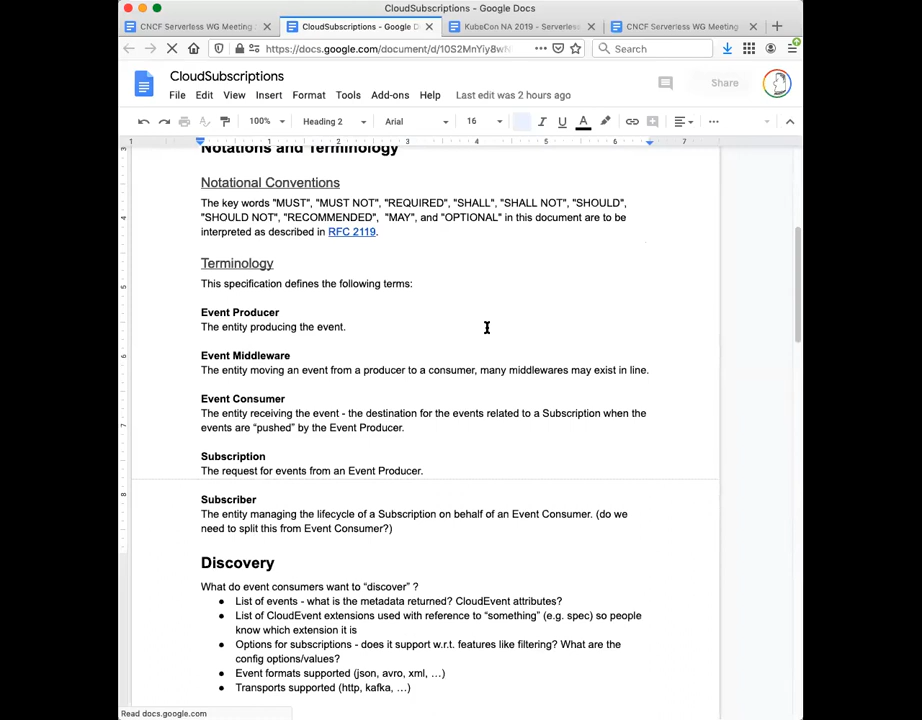 CloudSubscriptions - Google Docs
CNCF Serverless WG Meeting
CloudSubscriptions - Google D
KubeCon NA 2019 - Serverless
CNCF Serverless WG Meeting
https://docs.google.com/document/d/10S2MnYiy8wN
Search
CloudSubscriptions
Share
File Edit View Insert Format Tools Add-ons Help Last edit was 2 hours ago
100% Heading 2 Arial 16
1 1 2 3 4 5 6 7
Notations and Terminology
Notational Conventions
The key words "MUST", "MUST NOT", "REQUIRED", "SHALL", "SHALL NOT", "SHOULD",
"SHOULD NOT", "RECOMMENDED", "MAY", and "OPTIONAL" in this document are to be
interpreted as described in RFC 2119.
Terminology
This specification defines the following terms:
Event Producer
The entity producing the event.
Event Middleware
The entity moving an event from a producer to a consumer, many middlewares may exist in line.
Event Consumer
The entity receiving the event - the destination for the events related to a Subscription when the
events are “pushed” by the Event Producer.
Subscription
The request for events from an Event Producer.
Subscriber
The entity managing the lifecycle of a Subscription on behalf of an Event Consumer. (do we
need to split this from Event Consumer?)
Discovery
What do event consumers want to “discover” ?
● List of events - what is the metadata returned? CloudEvent attributes?
● List of CloudEvent extensions used with reference to “something” (e.g. spec) so people
know which extension it is
● Options for subscriptions - does it support w.r.t. features like filtering? What are the
config options/values?
● Event formats supported (json, avro, xml, …)
● Transports supported (http, kafka, …)
Read docs.google.com